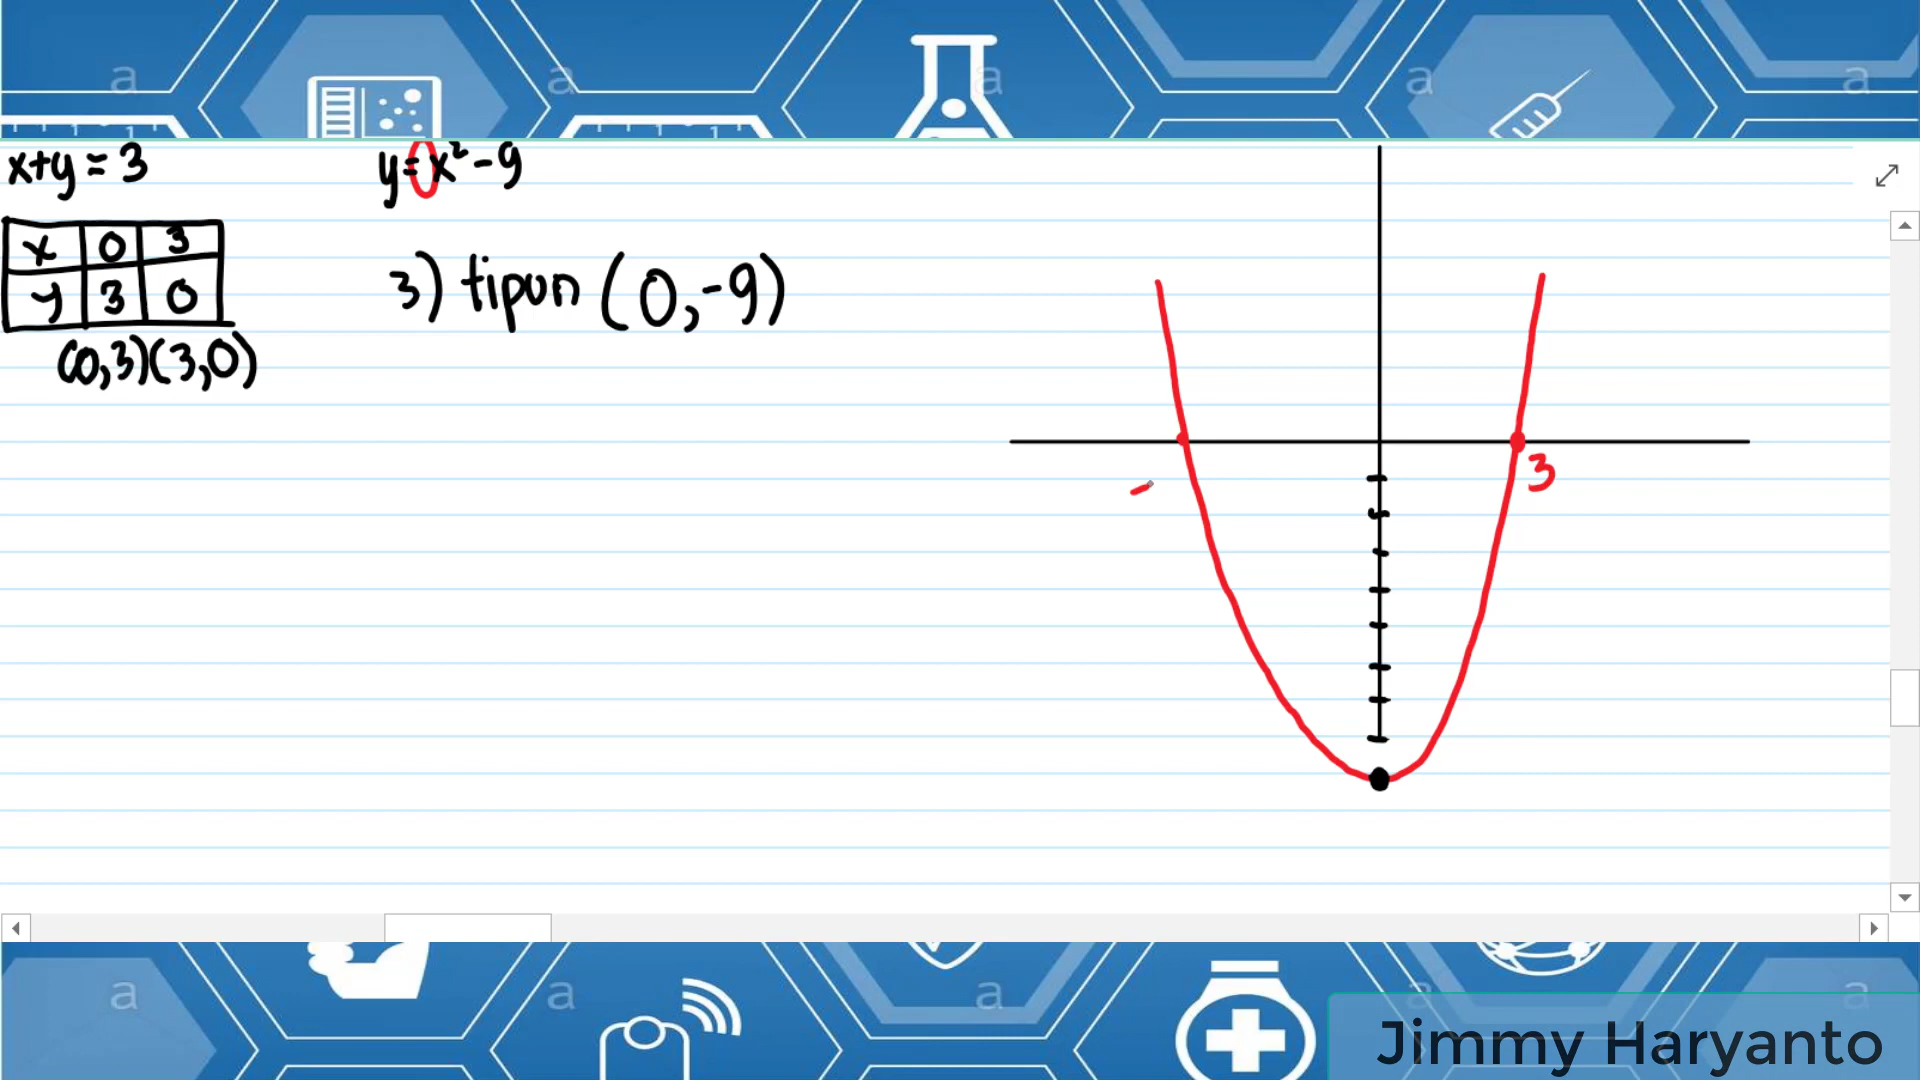 x+y = 3
y = x² - 9
x 0 3
y 3 0
(0,3)(3,0)
3) tipun (0,-9)
3
-
Jimmy Haryanto
a a a a a
a a a a a